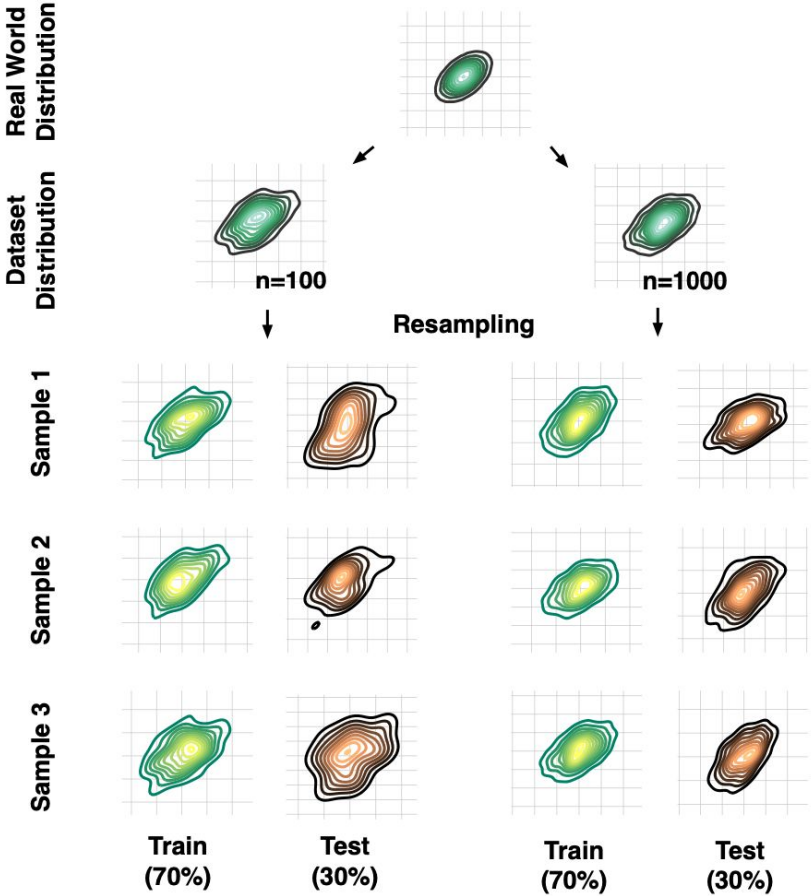 Real World
Distribution
Dataset
Distribution
n=100
n=1000
Resampling
Sample 1
Sample 2
Sample 3
Train
(70%)
Test
(30%)
Train
(70%)
Test
(30%)